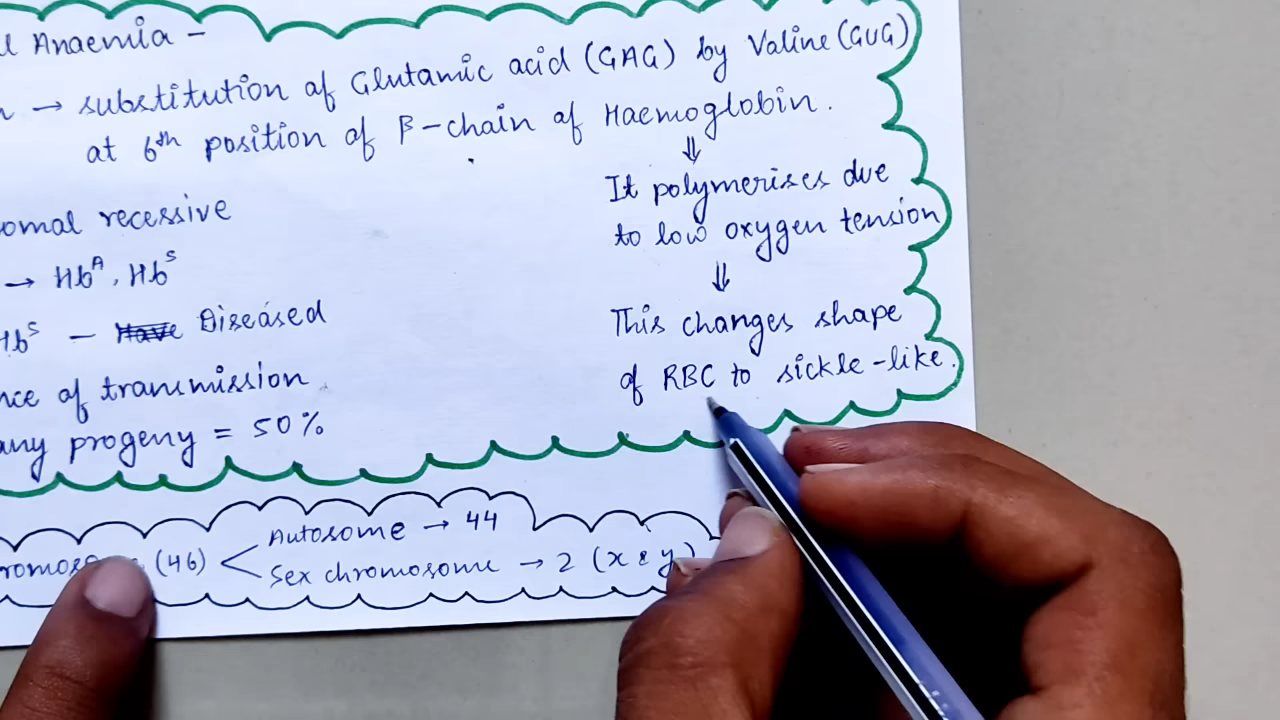 Anaemia -
→ substitution of Glutamic acid (GAG) by Valine (GUG)
at 6th position of β-chain of Haemoglobin.
⇓
It polymerises due
to low oxygen tension
⇓
This changes shape
of RBC to sickle-like.
omal recessive
→ Hbᴬ, Hbˢ
Hbˢ - Diseased
nce of transmission
any progeny = 50%
Autosome → 44
(46) <
Sex chromosome → 2 (x & y)